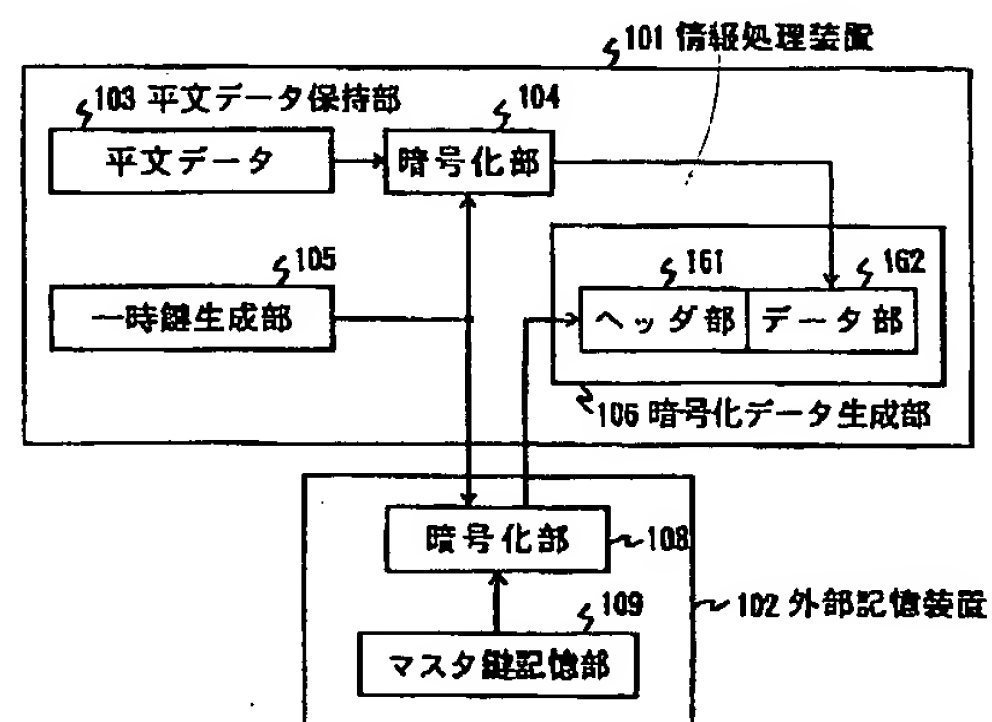 101 情報処理装置
103 平文データ保持部
104
平文データ
暗号化部
105
一時鍵生成部
161
162
ヘッダ部
データ部
106 暗号化データ生成部
暗号化部
108
109
マスタ鍵記憶部
102 外部記憶装置